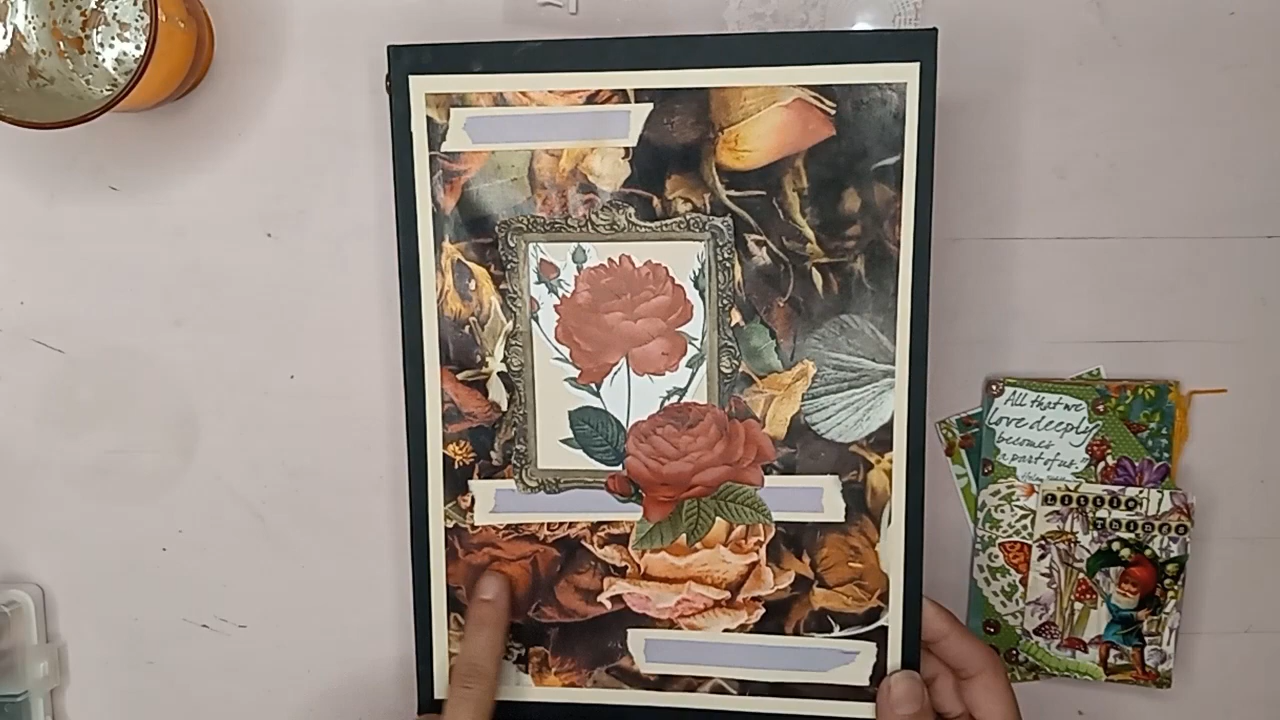 All that we
love deeply
becomes
a part of us."
Little
Things